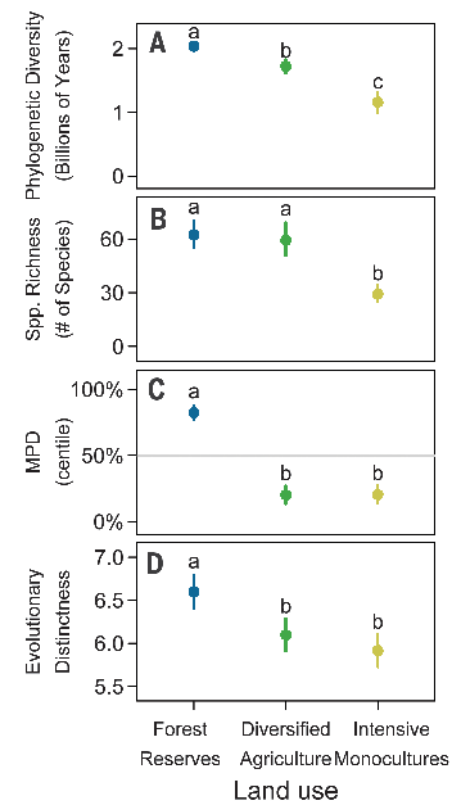 Phylogenetic Diversity
(Billions of Years)
A
2
1
0
a
b
c
Spp. Richness
(# of Species)
B
60
30
0
a
a
b
MPD
(centile)
C
100%
50%
0%
a
b
b
Evolutionary
Distinctness
D
7.0
6.5
6.0
5.5
a
b
b
Forest Diversified Intensive
Reserves Agriculture Monocultures
Land use